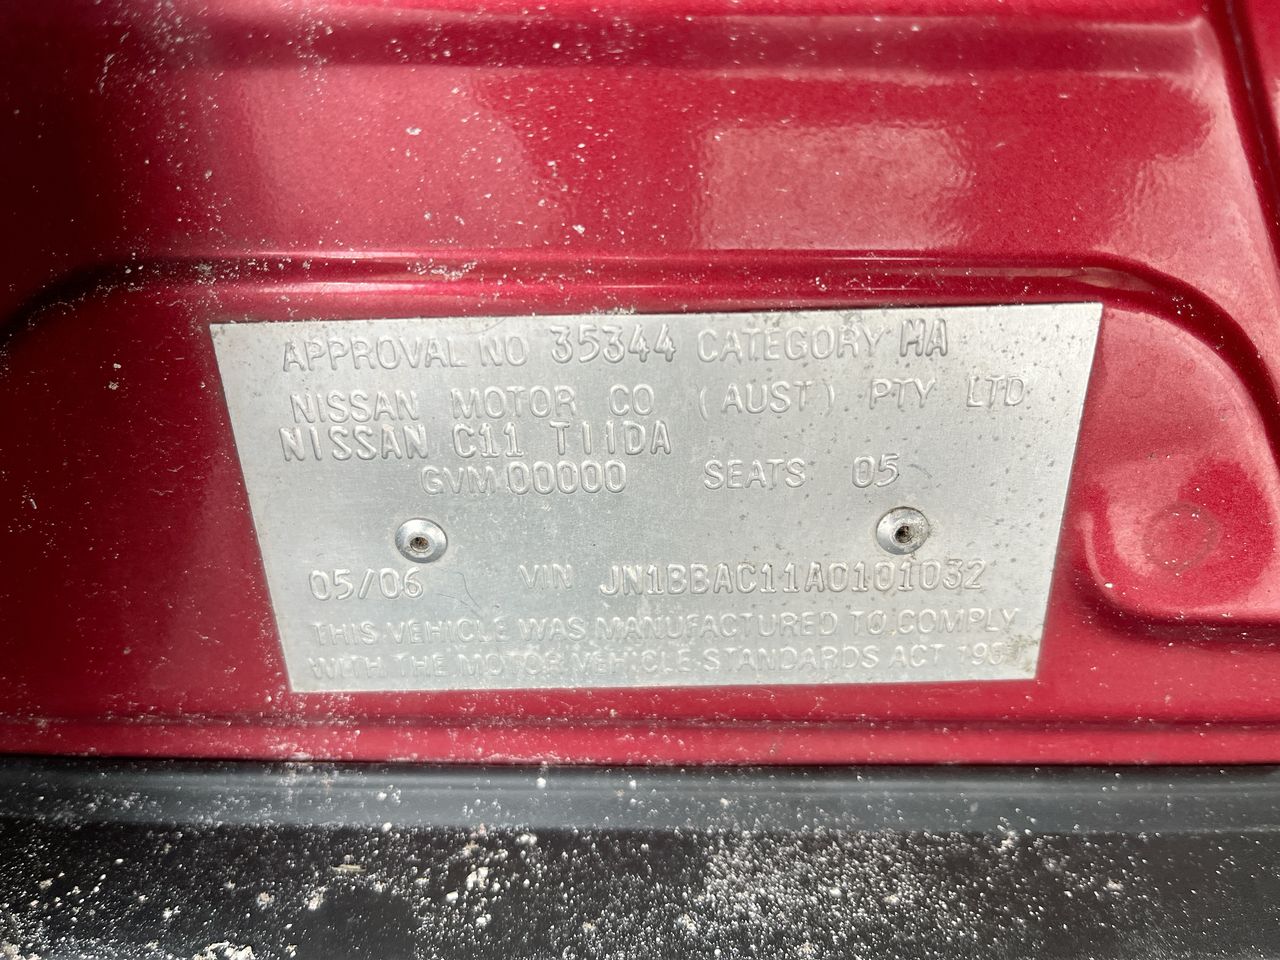 APPROVAL NO 35344 CATEGORY MA
NISSAN MOTOR CO (AUST) PTY LTD
NISSAN C11 TIIDA
GVM 00000 SEATS 05
05/06 VIN JN1BBAC11A0101032
THIS VEHICLE WAS MANUFACTURED TO COMPLY
WITH THE MOTOR VEHICLE STANDARDS ACT